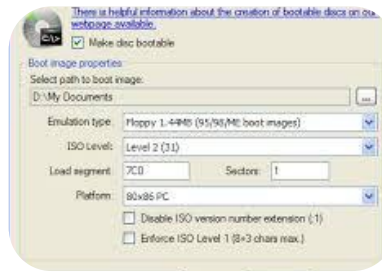 There is helpful information about the creation of bootable discs on ou
webpage available.
Make disc bootable
Boot image properties
Select path to boot image:
D:\My Documents
...
Emulation type: Floppy 1.44MB (95/98/ME boot images)
ISO Level: Level 2 (31)
Load segment: 7C0 Sectors: 1
Platform: 80x86 PC
Disable ISO version number extension (;1)
Enforce ISO Level 1 (8+3 chars max.)